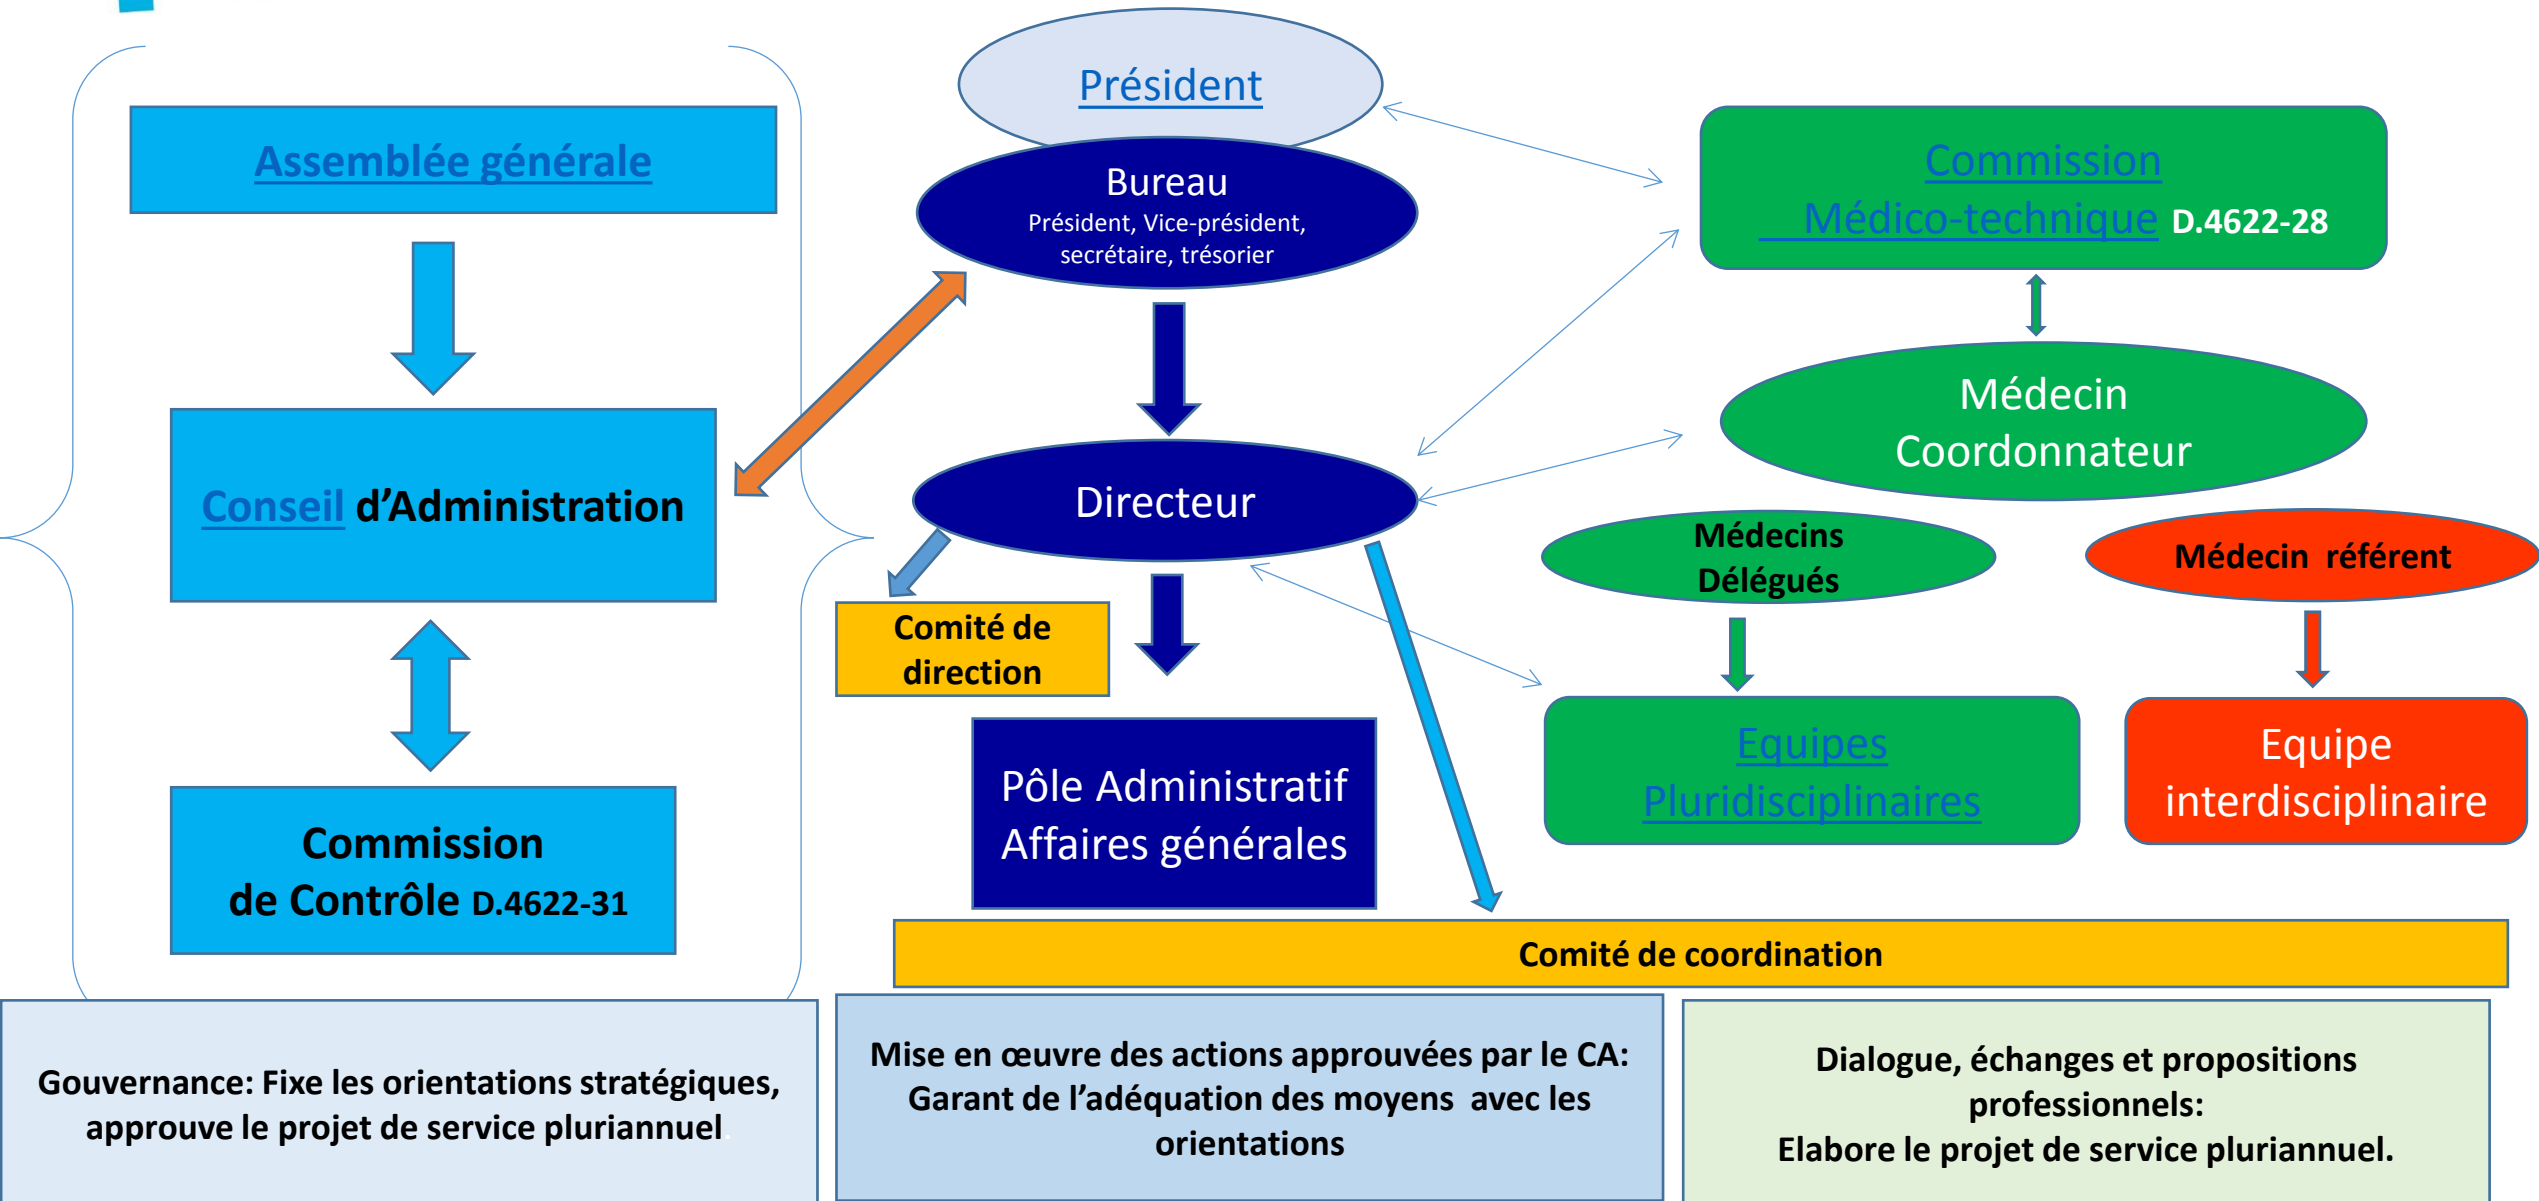 Président
Assemblée générale
Bureau
Président, Vice-président,
secrétaire, trésorier
Commission
Médico-technique D.4622-28
Médecin
Coordonnateur
Conseil d’Administration
Directeur
Médecins
Délégués
Médecin référent
Comité de
direction
Pôle Administratif
Affaires générales
Equipes
Pluridisciplinaires
Equipe
interdisciplinaire
Commission
de Contrôle D.4622-31
Comité de coordination
Gouvernance: Fixe les orientations stratégiques,
approuve le projet de service pluriannuel.
Mise en œuvre des actions approuvées par le CA:
Garant de l’adéquation des moyens avec les
orientations
Dialogue, échanges et propositions
professionnels:
Elabore le projet de service pluriannuel.